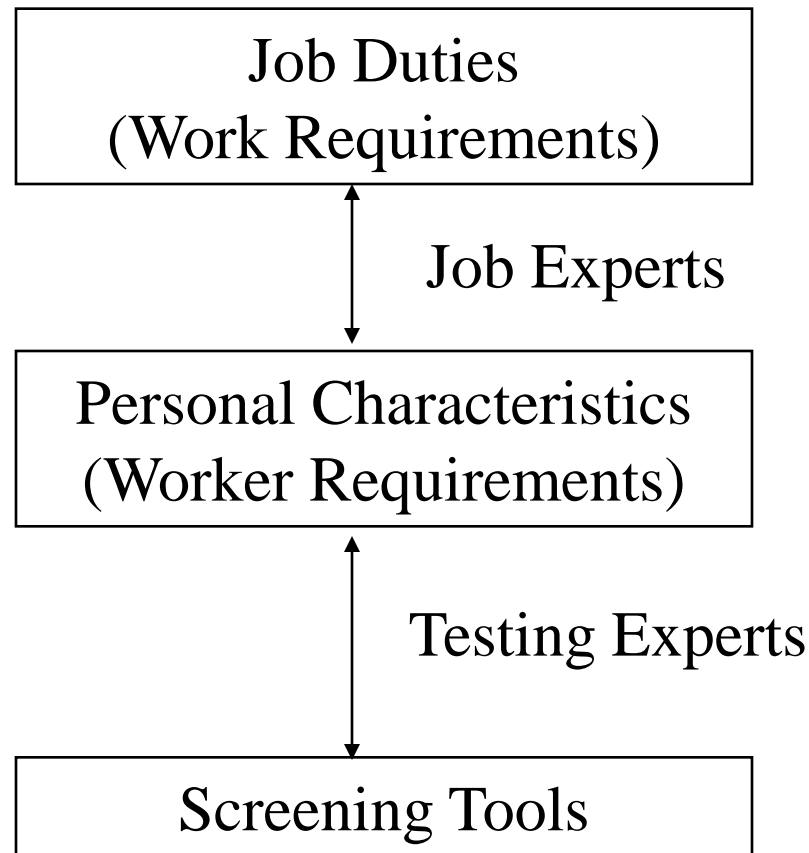 Job Duties
(Work Requirements)
Job Experts
Personal Characteristics
(Worker Requirements)
Testing Experts
Screening Tools